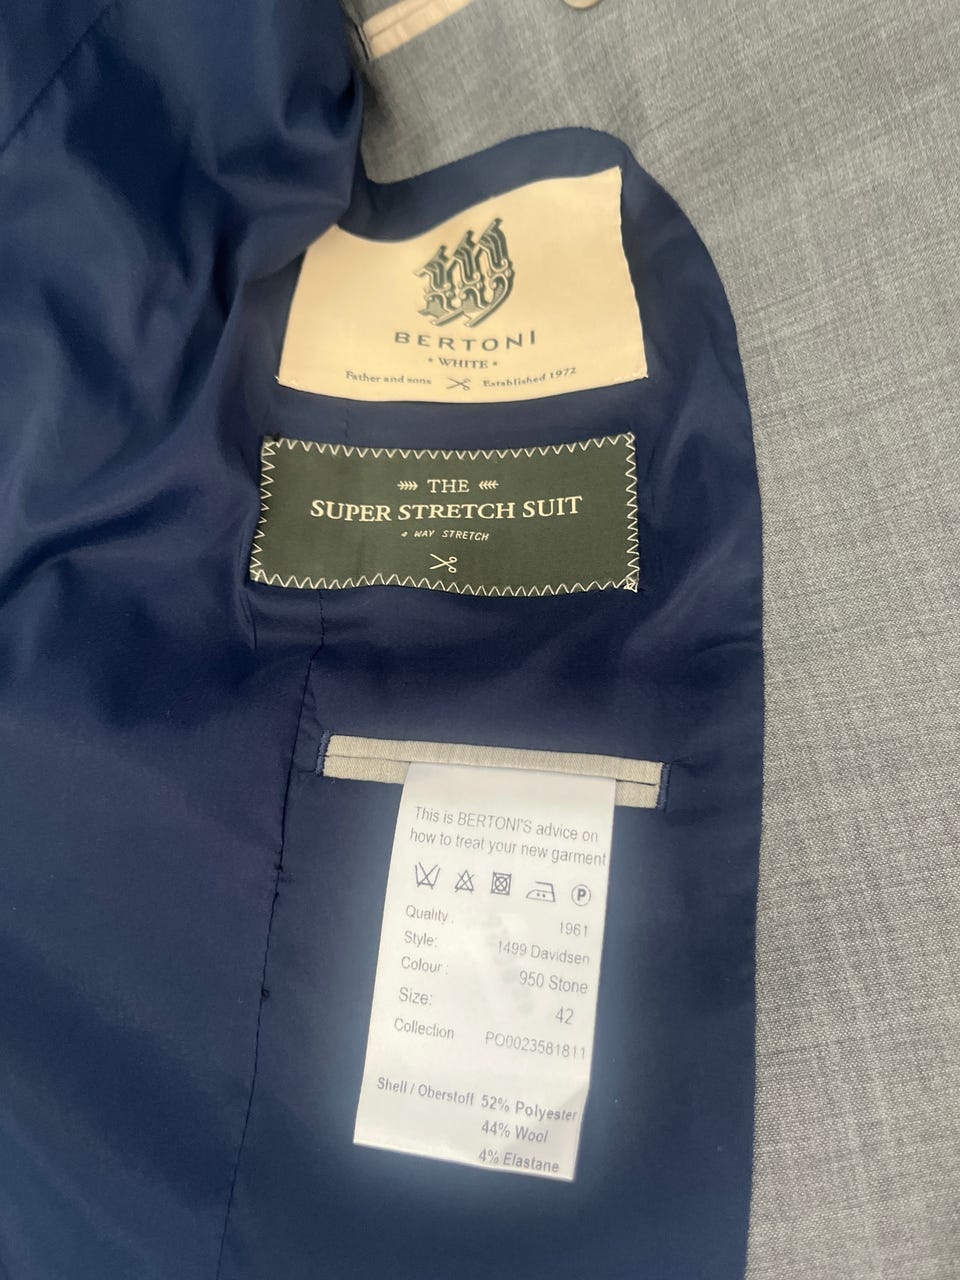 BERTONI
* WHITE *
Father and sons Established 1972
THE
SUPER STRETCH SUIT
4 WAY STRETCH
This is BERTONI'S advice on
how to treat your new garment
P
Quality: 1961
Style: 1499 Davidsen
Colour: 950 Stone
Size: 42
Collection PO0023581811
Shell / Oberstoff 52% Polyester
44% Wool
4% Elastane